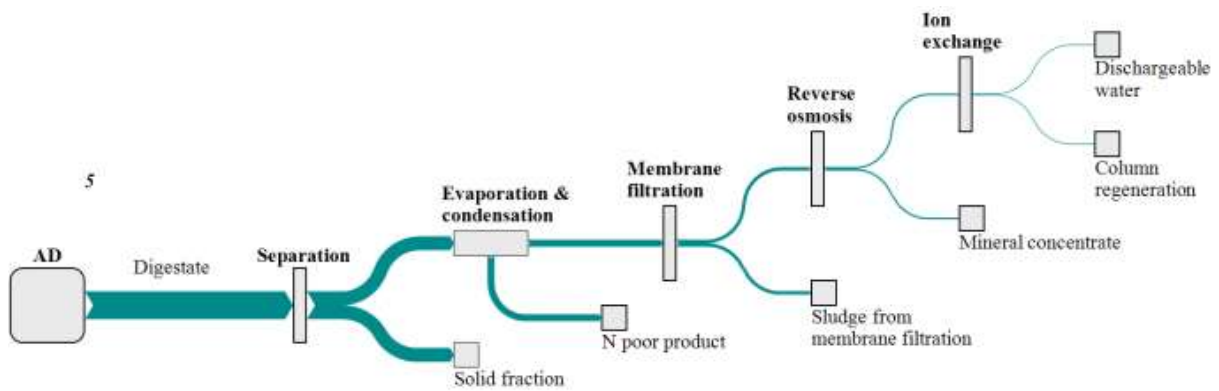 Ion
exchange
Dischargeable
water
Reverse
osmosis
Column
regeneration
5
Membrane
filtration
Evaporation &
condensation
Mineral concentrate
AD
Digestate
Separation
Sludge from
membrane filtration
N poor product
Solid fraction